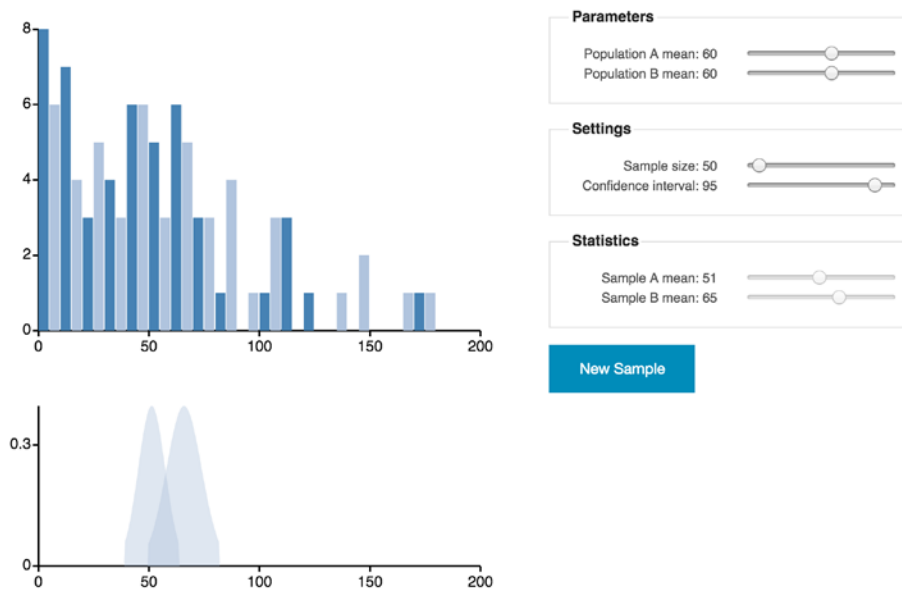 8
6
4
2
0
0 50 100 150 200
0.3
0
0 50 100 150 200
Parameters
Population A mean: 60
Population B mean: 60
Settings
Sample size: 50
Confidence interval: 95
Statistics
Sample A mean: 51
Sample B mean: 65
New Sample